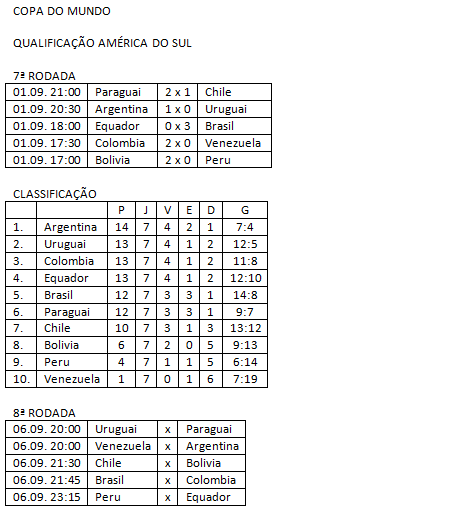 COPA DO MUNDO
QUALIFICAÇÃO AMÉRICA DO SUL
7ª RODADA
01.09. 21:00 Paraguai 2 x 1 Chile
01.09. 20:30 Argentina 1 x 0 Uruguai
01.09. 18:00 Equador 0 x 3 Brasil
01.09. 17:30 Colombia 2 x 0 Venezuela
01.09. 17:00 Bolivia 2 x 0 Peru
CLASSIFICAÇÃO
P J V E D G
1. Argentina 14 7 4 2 1 7:4
2. Uruguai 13 7 4 1 2 12:5
3. Colombia 13 7 4 1 2 11:8
4. Equador 13 7 4 1 2 12:10
5. Brasil 12 7 3 3 1 14:8
6. Paraguai 12 7 3 3 1 9:7
7. Chile 10 7 3 1 3 13:12
8. Bolivia 6 7 2 0 5 9:13
9. Peru 4 7 1 1 5 6:14
10. Venezuela 1 7 0 1 6 7:19
8ª RODADA
06.09. 20:00 Uruguai x Paraguai
06.09. 20:00 Venezuela x Argentina
06.09. 21:30 Chile x Bolivia
06.09. 21:45 Brasil x Colombia
06.09. 23:15 Peru x Equador